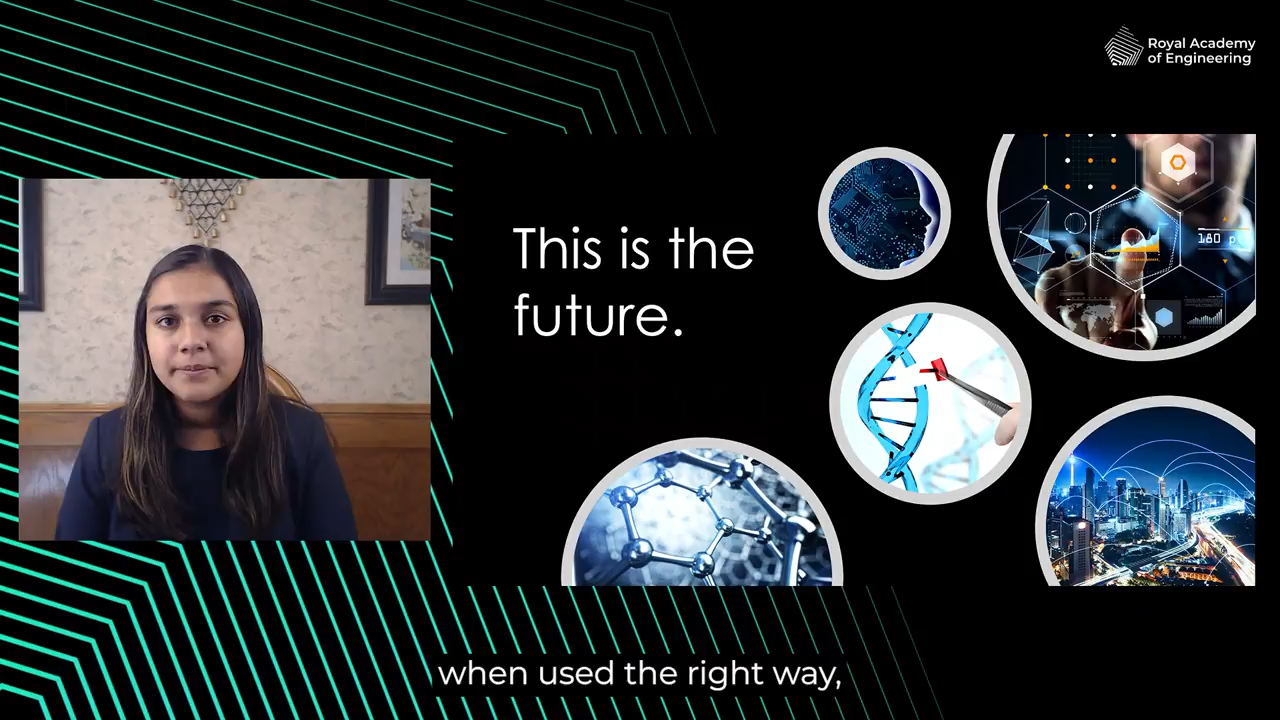 Royal Academy
of Engineering
This is the
future.
180 p
when used the right way,